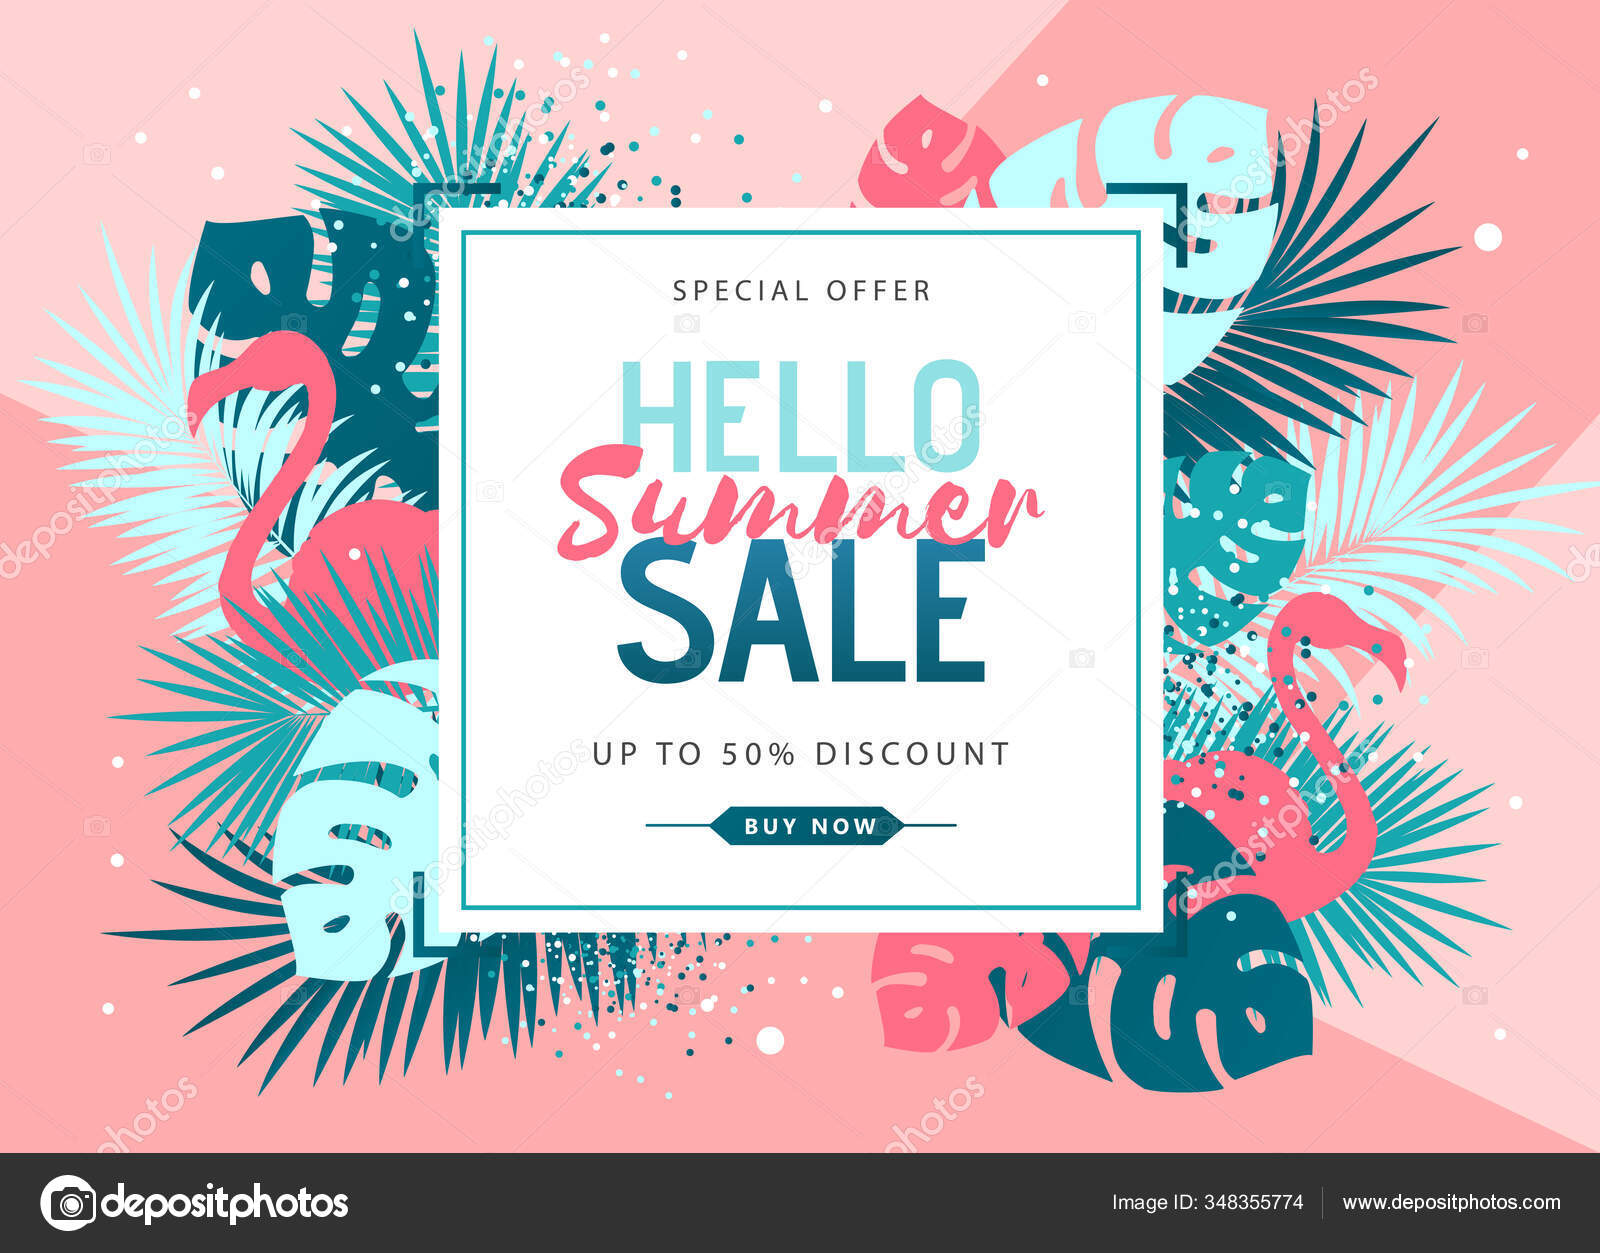 SPECIAL OFFER
HELLO
Summer
SALE
UP TO 50% DISCOUNT
BUY NOW
depositphotos
Image ID: 348355774
www.depositphotos.com